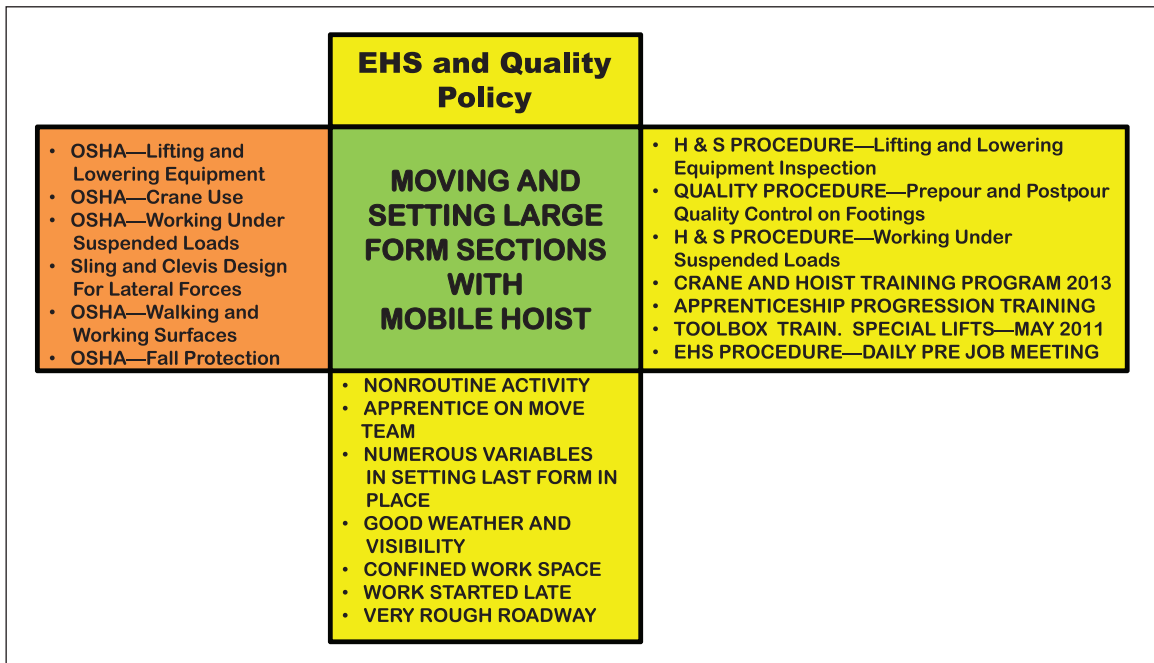 EHS and Quality
Policy
• OSHA—Lifting and
Lowering Equipment
• OSHA—Crane Use
• OSHA—Working Under
Suspended Loads
• Sling and Clevis Design
For Lateral Forces
• OSHA—Walking and
Working Surfaces
• OSHA—Fall Protection
MOVING AND
SETTING LARGE
FORM SECTIONS
WITH
MOBILE HOIST
• H & S PROCEDURE—Lifting and Lowering
Equipment Inspection
• QUALITY PROCEDURE—Prepour and Postpour
Quality Control on Footings
• H & S PROCEDURE—Working Under
Suspended Loads
• CRANE AND HOIST TRAINING PROGRAM 2013
• APPRENTICESHIP PROGRESSION TRAINING
• TOOLBOX TRAIN. SPECIAL LIFTS—MAY 2011
• EHS PROCEDURE—DAILY PRE JOB MEETING
• NONROUTINE ACTIVITY
• APPRENTICE ON MOVE
TEAM
• NUMEROUS VARIABLES
IN SETTING LAST FORM IN
PLACE
• GOOD WEATHER AND
VISIBILITY
• CONFINED WORK SPACE
• WORK STARTED LATE
• VERY ROUGH ROADWAY